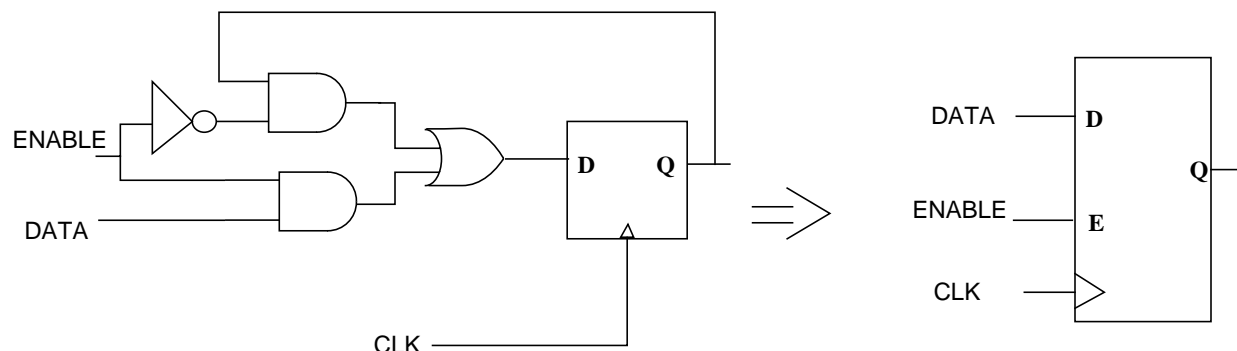 ENABLE
DATA
D Q
CLK
DATA
D
ENABLE
E
Q
CLK